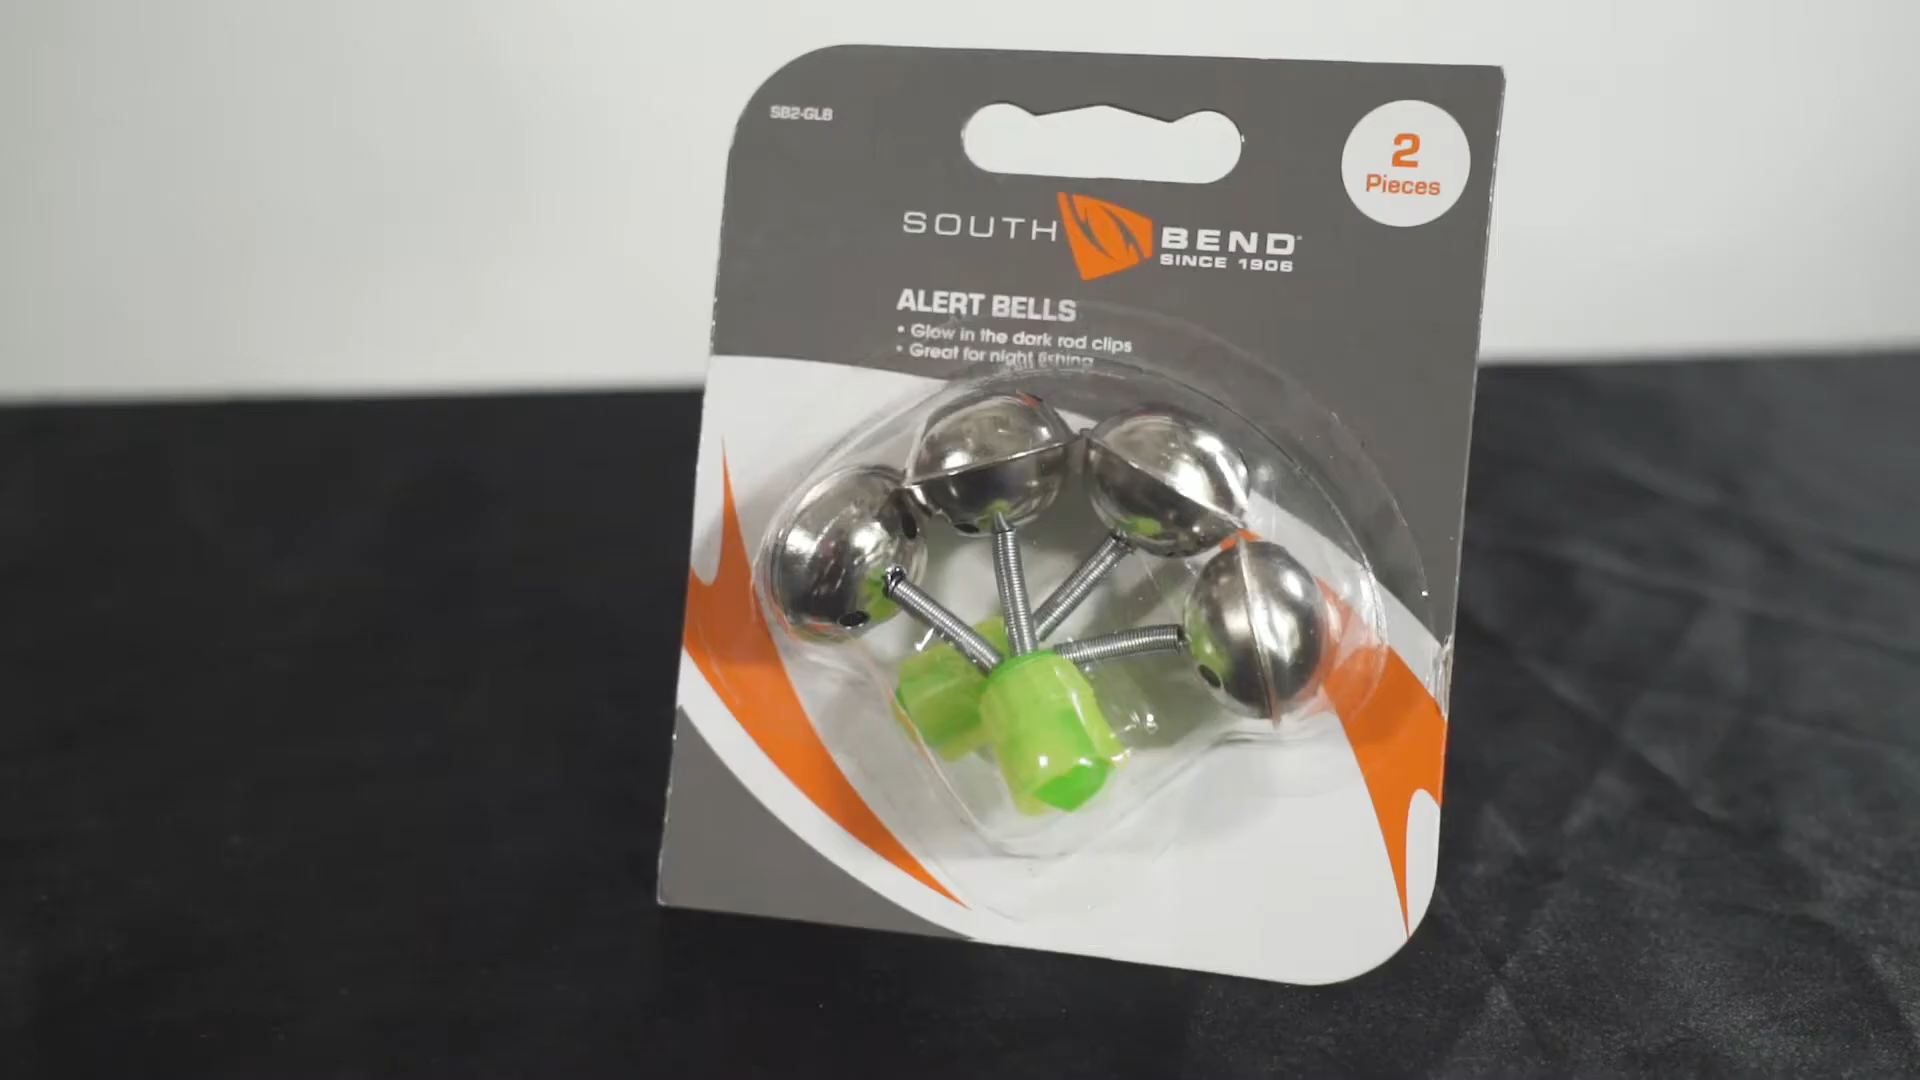 SB2-GLB
2
Pieces
SOUTH BEND
SINCE 1906
ALERT BELLS
• Glow in the dark rod clips
• Great for night fishing